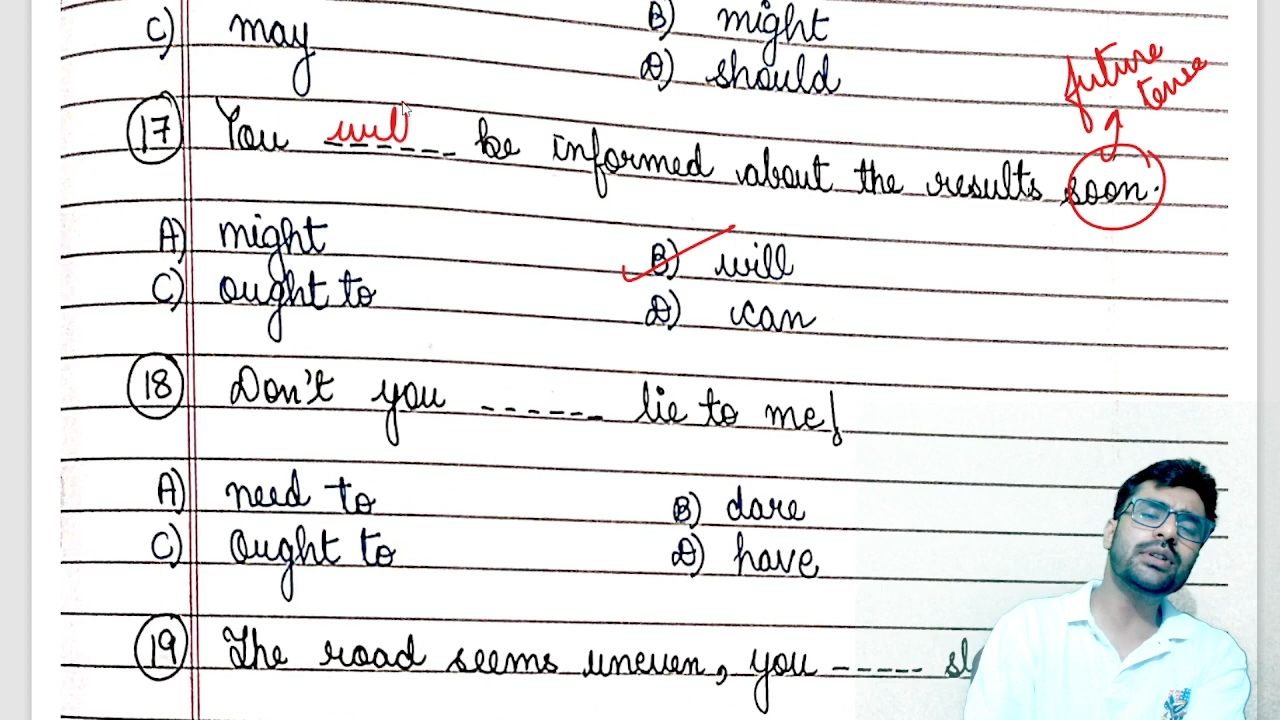 C) may
B) might
D) should
future tense
17 You will be informed about the results soon.
A) might
B) will
C) ought to
D) can
18 Don't you ------ lie to me!
A) need to
B) dare
C) Ought to
D) have
19 The road seems uneven, you -----